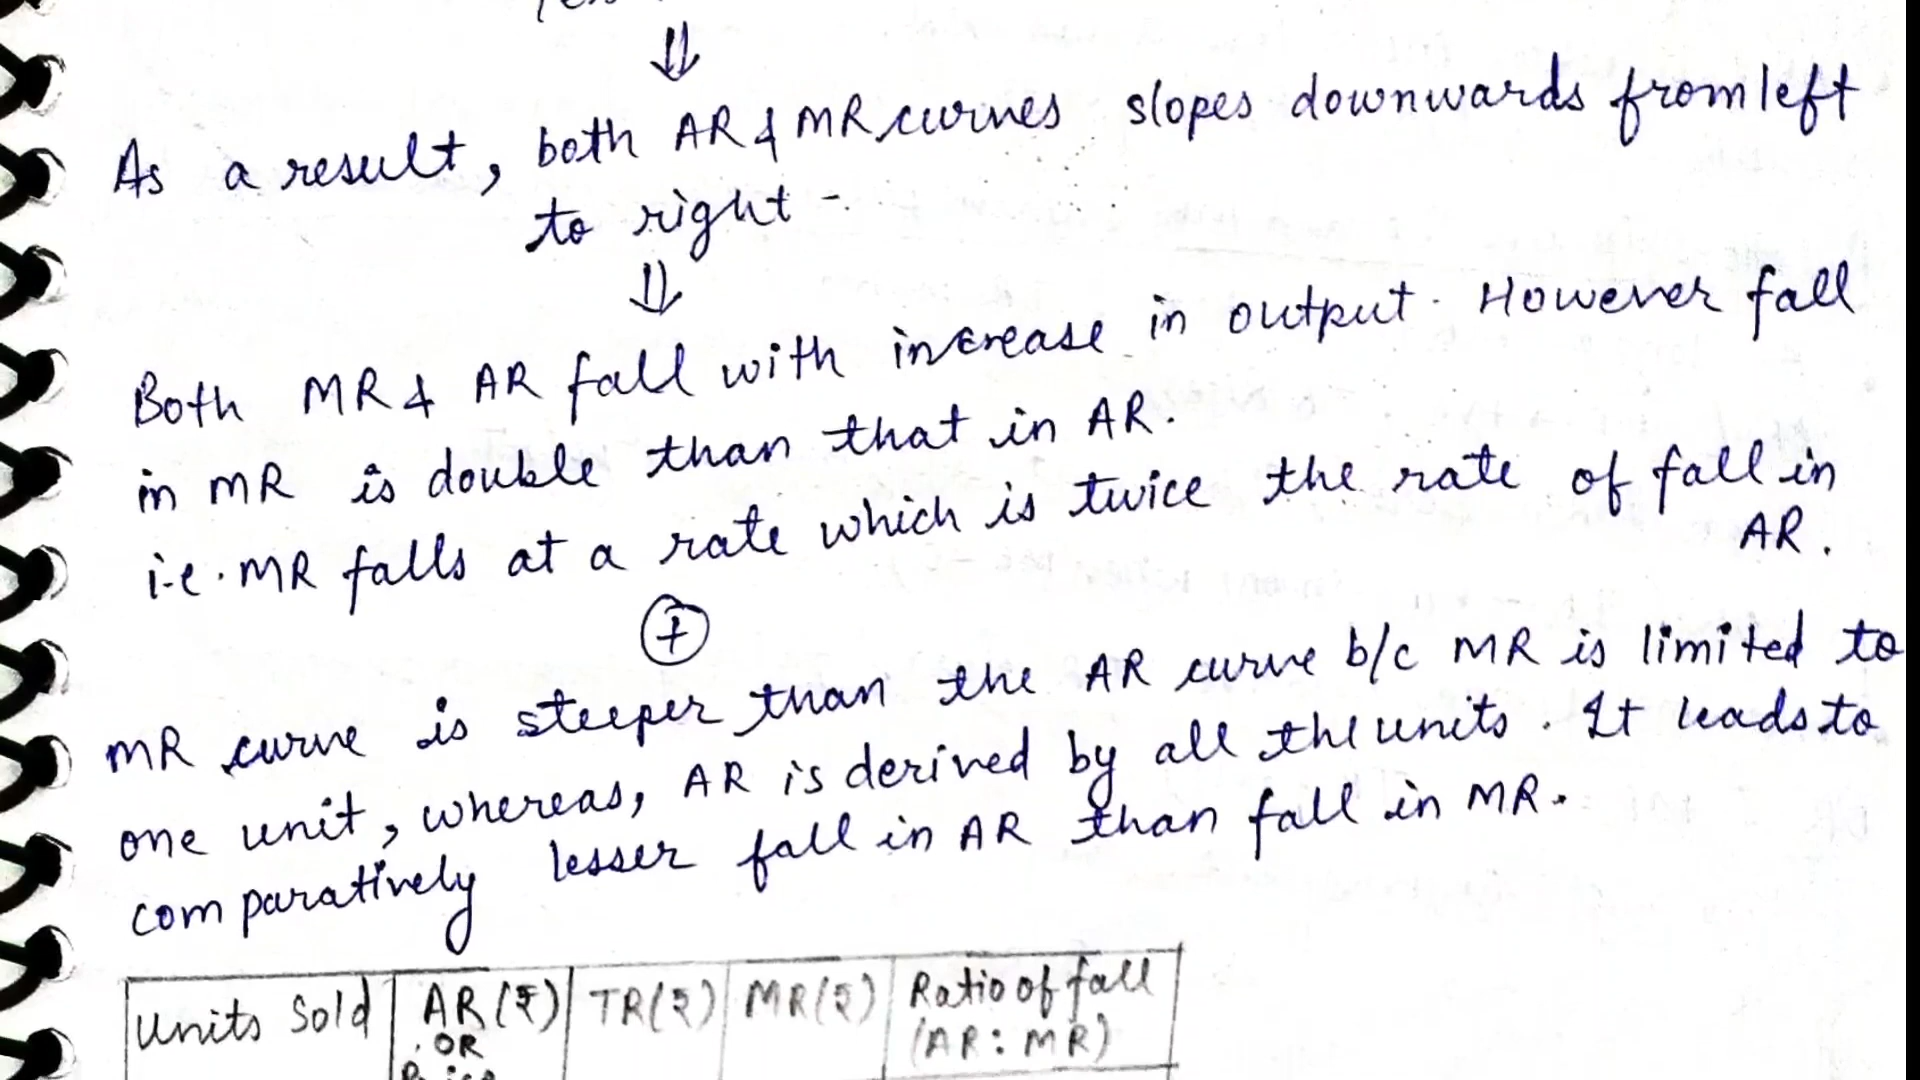 ⇓
As a result, both AR & MR curves slopes downwards from left
to right -
⇓
Both MR & AR fall with increase in output. However fall
in MR is double than that in AR.
i.e. MR falls at a rate which is twice the rate of fall in
AR.
+
MR curve is steeper than the AR curve b/c MR is limited to
one unit, whereas, AR is derived by all the units. It leads to
comparatively lesser fall in AR than fall in MR.
Units Sold | AR (₹) | TR (₹) | MR (₹) | Ratio of fall
OR (AR : MR)